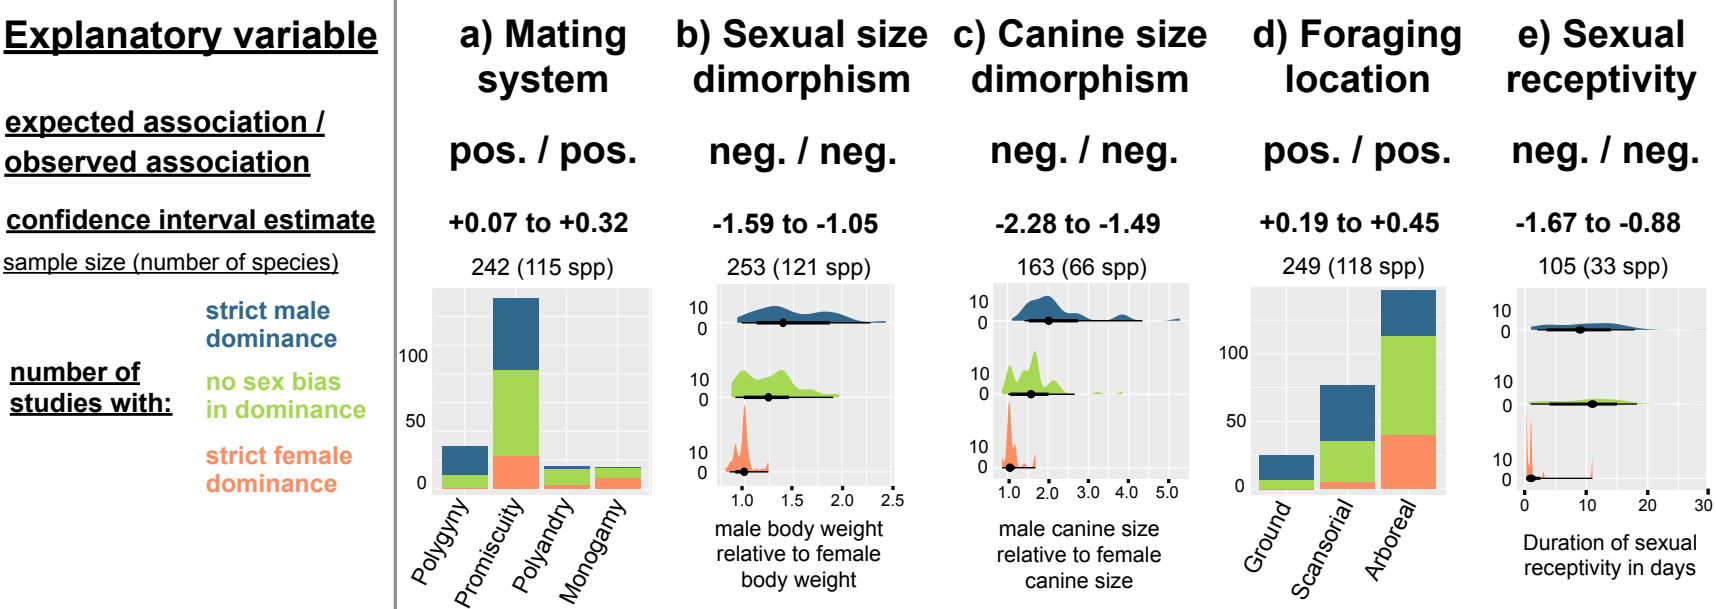 Explanatory variable
expected association /
observed association
confidence interval estimate
sample size (number of species)
number of
studies with:
strict male
dominance
no sex bias
in dominance
strict female
dominance
a) Mating
system
pos. / pos.
+0.07 to +0.32
242 (115 spp)
100
50
0
Polygyny
Promiscuity
Polyandry
Monogamy
b) Sexual size
dimorphism
neg. / neg.
-1.59 to -1.05
253 (121 spp)
10
0
10
0
10
0
1.0 1.5 2.0 2.5
male body weight
relative to female
body weight
c) Canine size
dimorphism
neg. / neg.
-2.28 to -1.49
163 (66 spp)
10
0
10
0
10
0
1.0 2.0 3.0 4.0 5.0
male canine size
relative to female
canine size
d) Foraging
location
pos. / pos.
+0.19 to +0.45
249 (118 spp)
100
50
0
Ground
Scansorial
Arboreal
e) Sexual
receptivity
neg. / neg.
-1.67 to -0.88
105 (33 spp)
10
0
10
0
10
0
0 10 20 30
Duration of sexual
receptivity in days